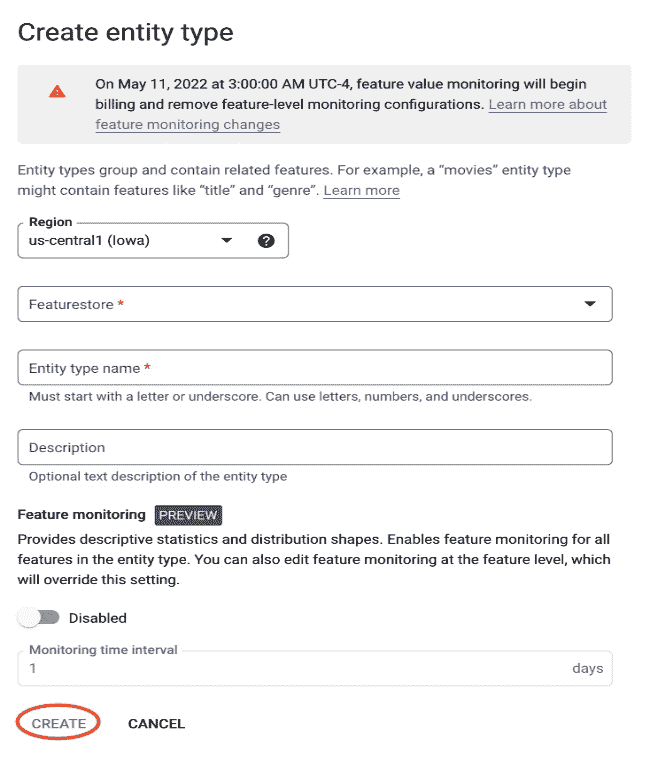 Create entity type
On May 11, 2022 at 3:00:00 AM UTC-4, feature value monitoring will begin
billing and remove feature-level monitoring configurations. Learn more about
feature monitoring changes
Entity types group and contain related features. For example, a “movies” entity type
might contain features like “title” and “genre”. Learn more
Region
us-central1 (Iowa)
Featurestore *
Entity type name *
Must start with a letter or underscore. Can use letters, numbers, and underscores.
Description
Optional text description of the entity type
Feature monitoring PREVIEW
Provides descriptive statistics and distribution shapes. Enables feature monitoring for all
features in the entity type. You can also edit feature monitoring at the feature level, which
will override this setting.
Disabled
Monitoring time interval
1 days
CREATE CANCEL